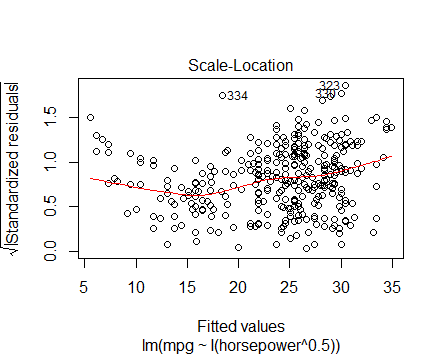 Scale-Location
√|Standardized residuals|
0.0 0.5 1.0 1.5
323
330
334
5 10 15 20 25 30 35
Fitted values
lm(mpg ~ I(horsepower^0.5))